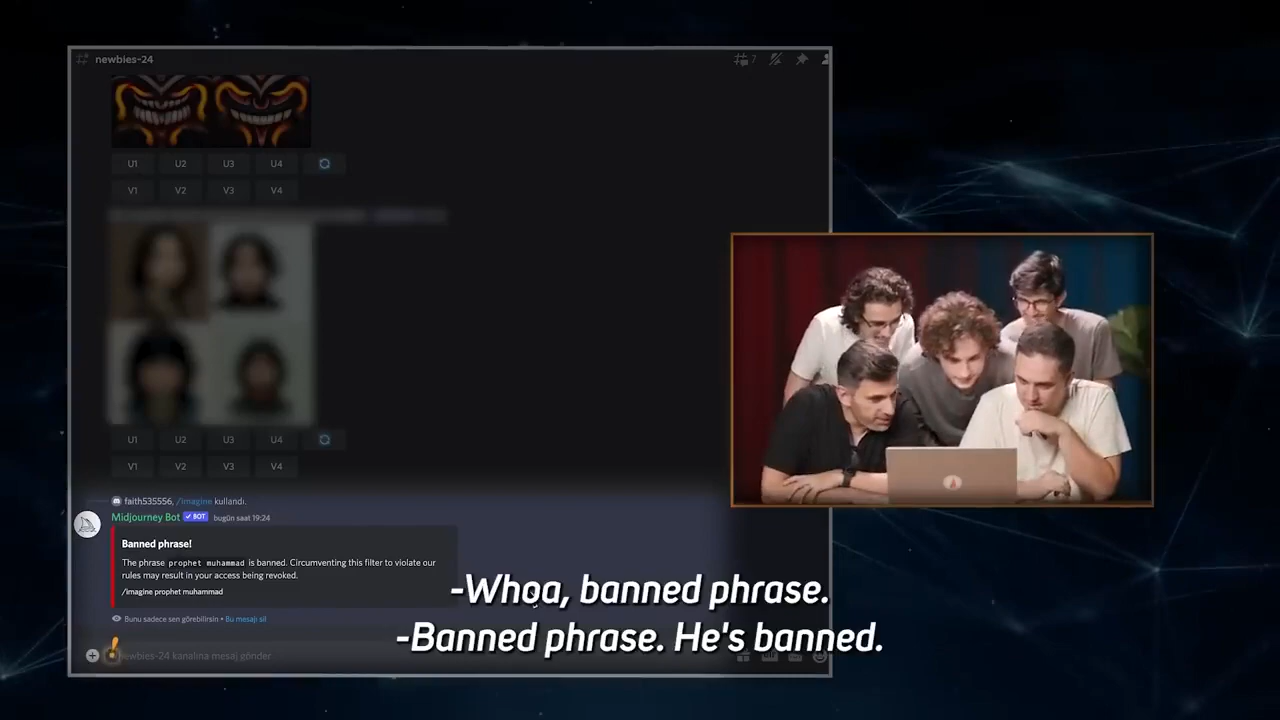 newbies-24
7
U1 U2 U3 U4
V1 V2 V3 V4
U1 U2 U3 U4
V1 V2 V3 V4
faith535556, /imagine kullandı.
Midjourney Bot ✓ BOT bugün saat 19:24
Banned phrase!
The phrase prophet muhammad is banned. Circumventing this filter to violate our
rules may result in your access being revoked.
/imagine prophet muhammad
Bunu sadece sen görebilirsin • Bu mesajı sil
newbies-24 kanalına mesaj gönder
-Whoa, banned phrase.
-Banned phrase. He's banned.